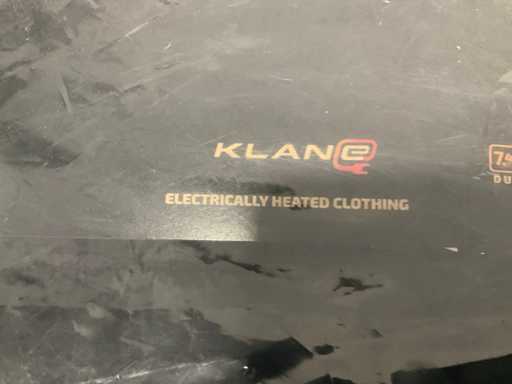 KLANe
ELECTRICALLY HEATED CLOTHING